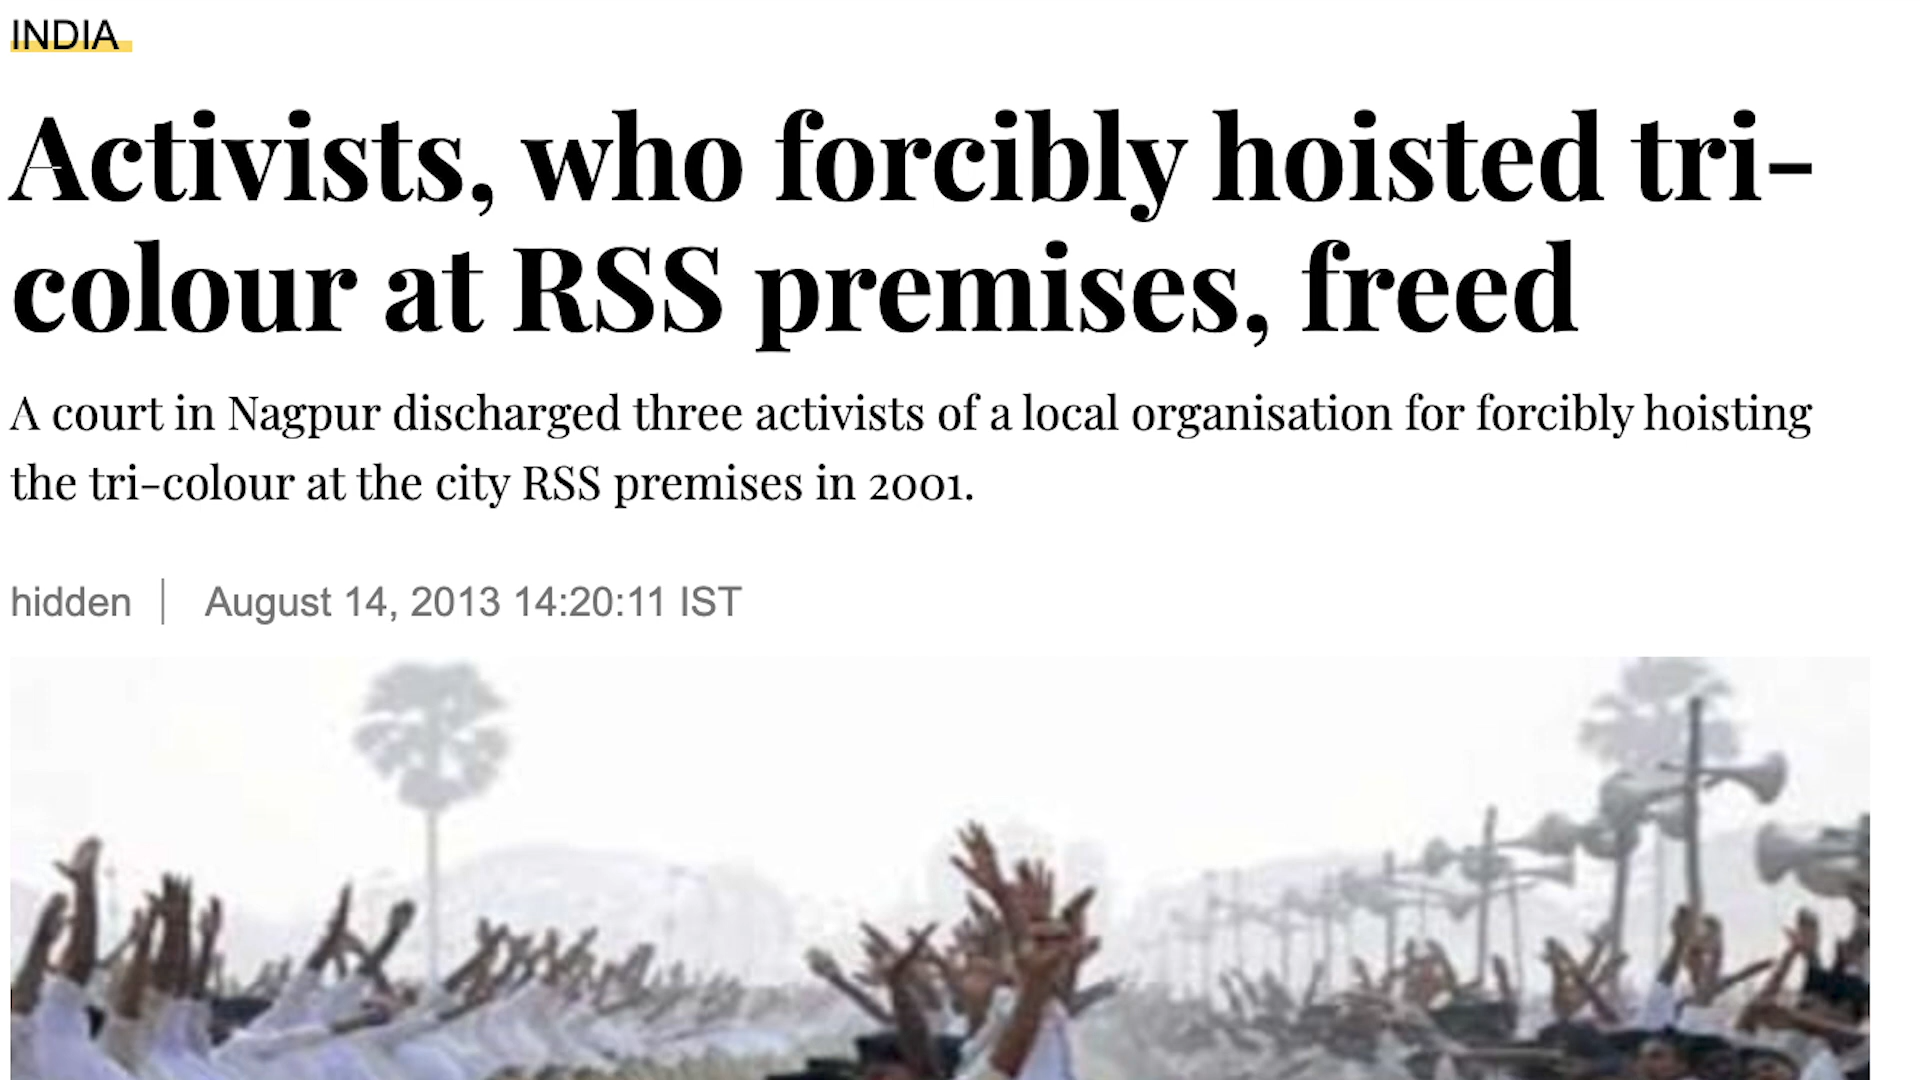 INDIA
Activists, who forcibly hoisted tri-
colour at RSS premises, freed
A court in Nagpur discharged three activists of a local organisation for forcibly hoisting
the tri-colour at the city RSS premises in 2001.
hidden | August 14, 2013 14:20:11 IST